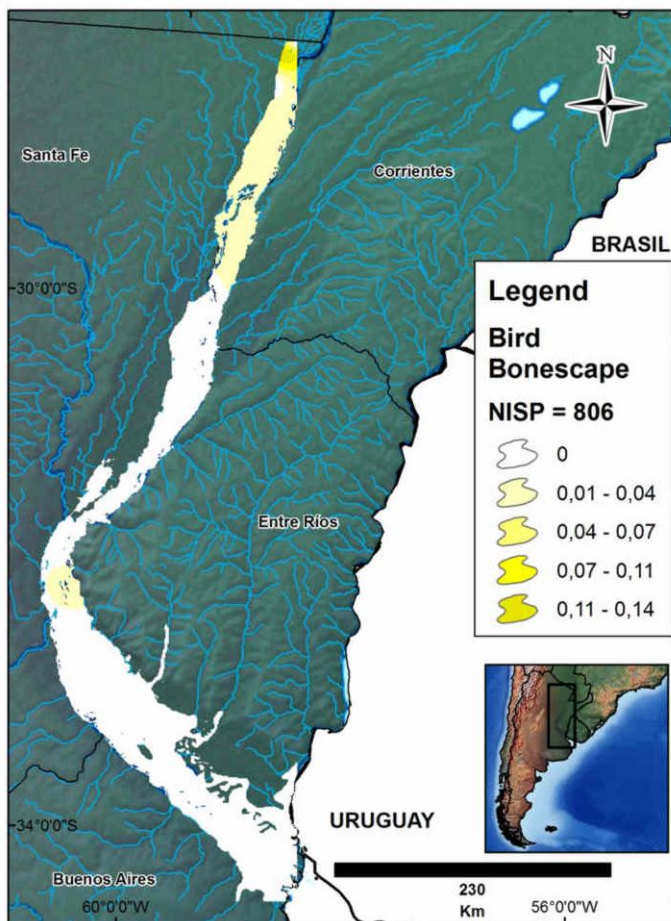 N
Santa Fe
Corrientes
BRASIL
30°0'0"S
Legend
Bird
Bonescape
NISP = 806
0
0,01 - 0,04
0,04 - 0,07
0,07 - 0,11
0,11 - 0,14
Entre Ríos
34°0'0"S
URUGUAY
Buenos Aires
230
Km
60°0'0"W
56°0'0"W